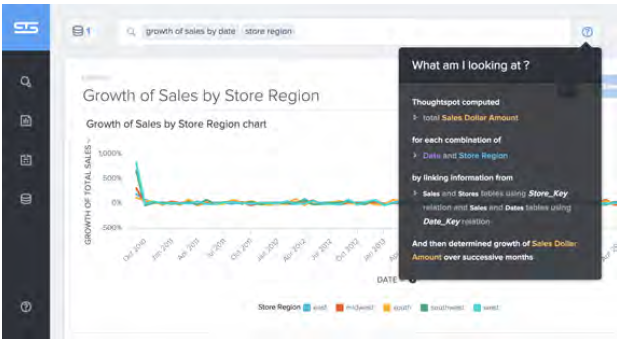 1
growth of sales by date store region
What am I looking at ?
Growth of Sales by Store Region
Thoughtspot computed
total Sales Dollar Amount
Growth of Sales by Store Region chart
for each combination of
Date and Store Region
by linking information from
Sales and Stores tables using Store_Key
relation and Sales and Dates tables using
Date_Key relation
And then determined growth of Sales Dollar
Amount over successive months
GROWTH OF TOTAL SALES
1,000%
500%
0%
-500%
Oct 2010 Jan 2011 Apr 2011 Jul 2011 Oct 2011 Jan 2012 Apr 2012 Jul 2012 Oct 2012 Jan 2013
DATE
Store Region east midwest south southwest west